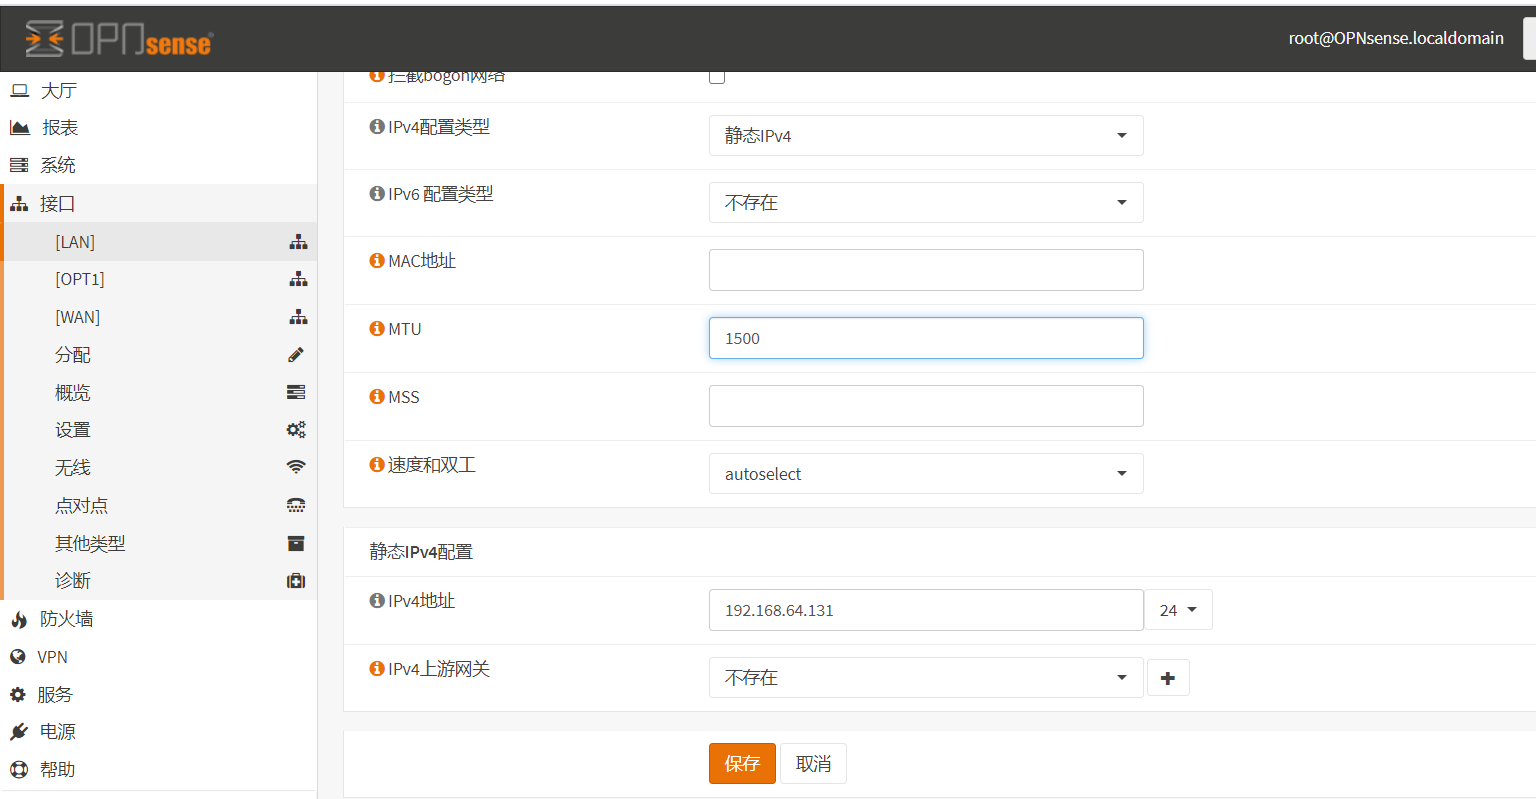 OPNsense®
root@OPNsense.localdomain
大厅
报表
系统
接口
[LAN]
[OPT1]
[WAN]
分配
概览
设置
无线
点对点
其他类型
诊断
防火墙
VPN
服务
电源
帮助
拦截bogon网络
IPv4配置类型
静态IPv4
IPv6 配置类型
不存在
MAC地址
MTU
1500
MSS
速度和双工
autoselect
静态IPv4配置
IPv4地址
192.168.64.131
24
IPv4上游网关
不存在
保存
取消